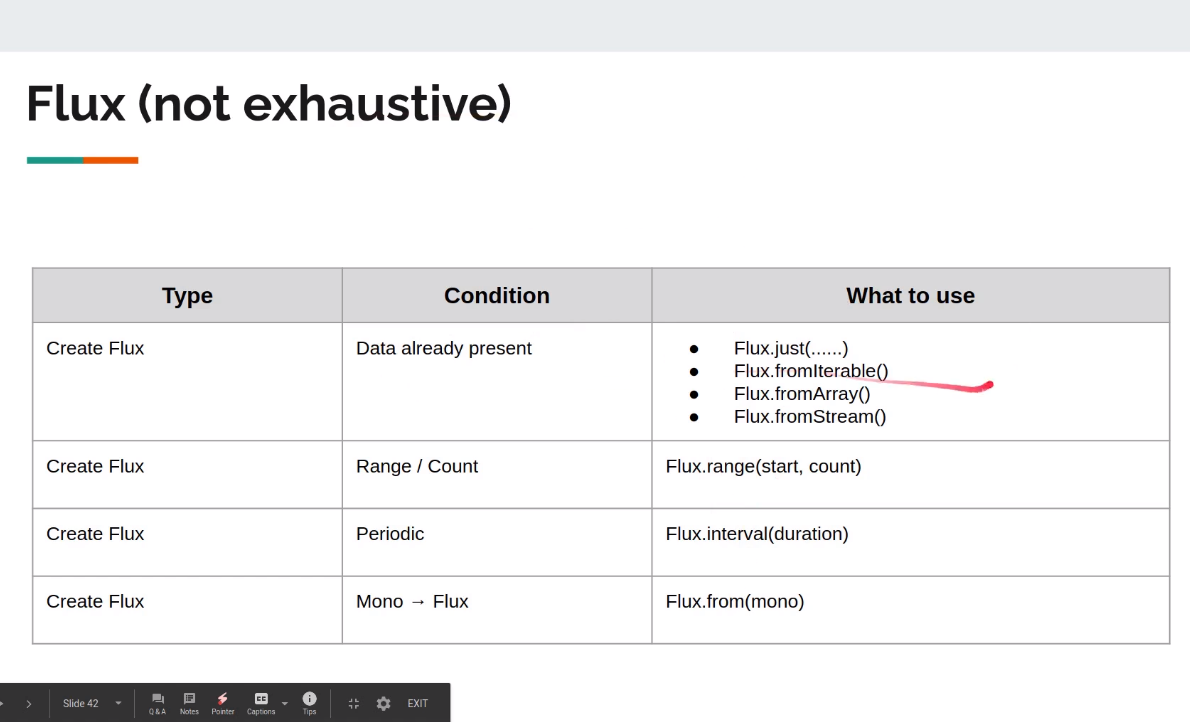 Flux (not exhaustive)
Type Condition What to use
Create Flux Data already present ● Flux.just(......)
● Flux.fromIterable()
● Flux.fromArray()
● Flux.fromStream()
Create Flux Range / Count Flux.range(start, count)
Create Flux Periodic Flux.interval(duration)
Create Flux Mono → Flux Flux.from(mono)
Slide 42 Q & A Notes Pointer CC Captions Tips EXIT